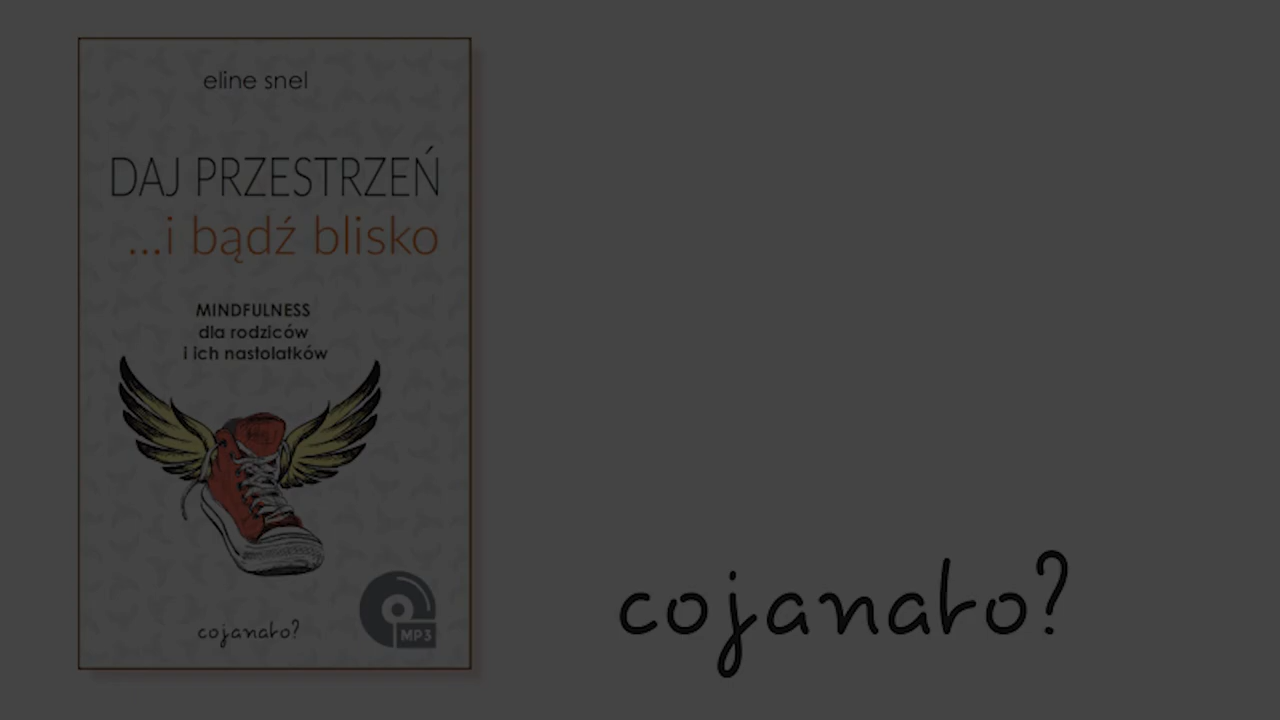 eline snel
DAJ PRZESTRZEŃ
...i bądź blisko
MINDFULNESS
dla rodziców
i ich nastolatków
cojanato?
MP3
cojanato?